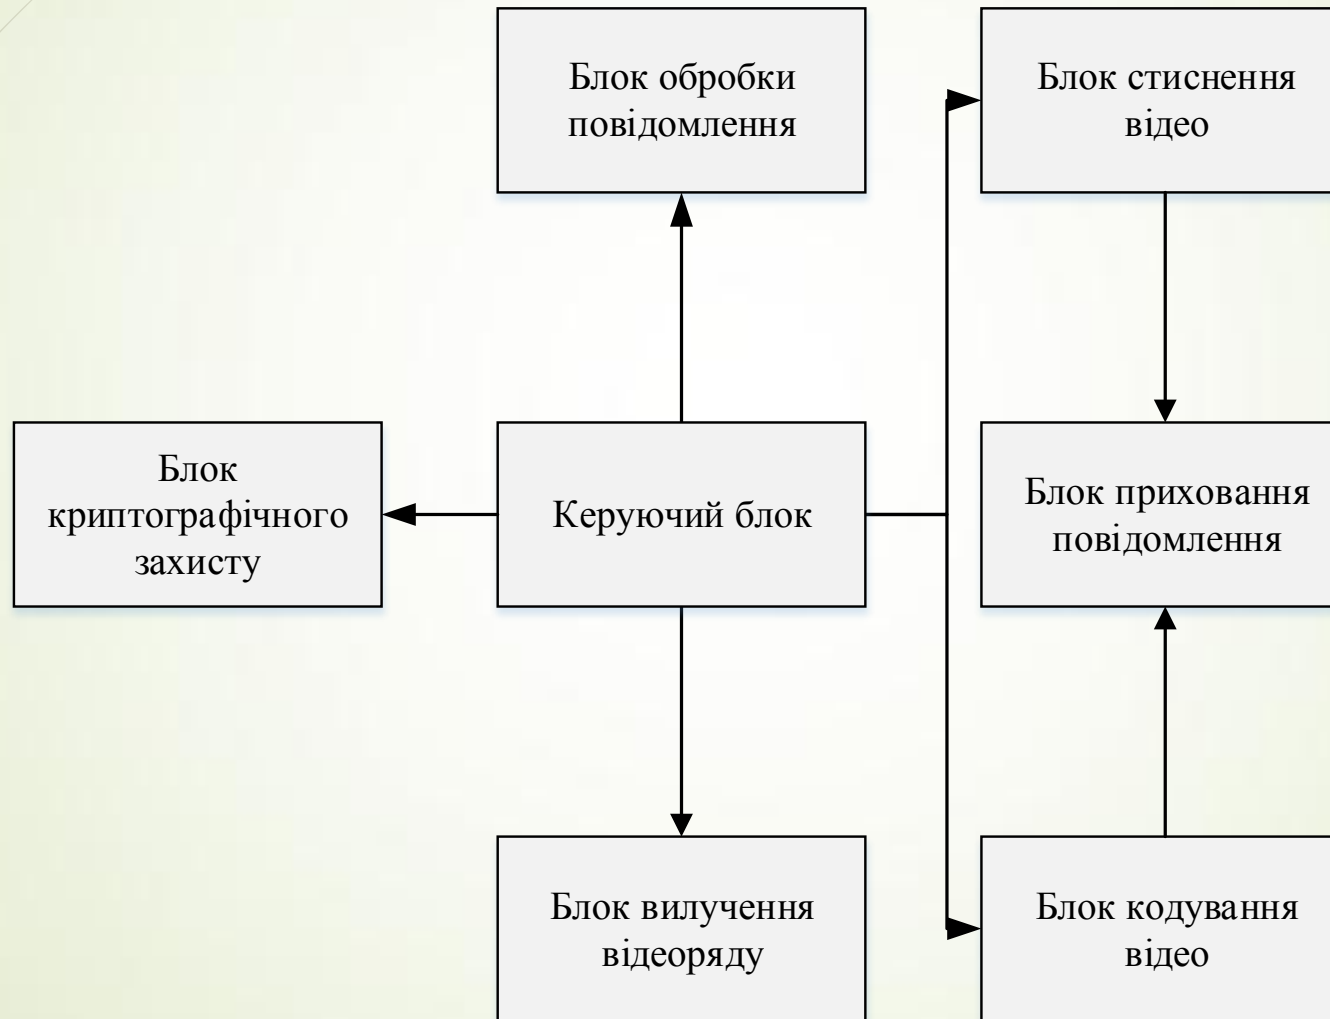 Блок обробки
повідомлення
Блок стиснення
відео
Блок
криптографічного
захисту
Керуючий блок
Блок приховання
повідомлення
Блок вилучення
відеоряду
Блок кодування
відео